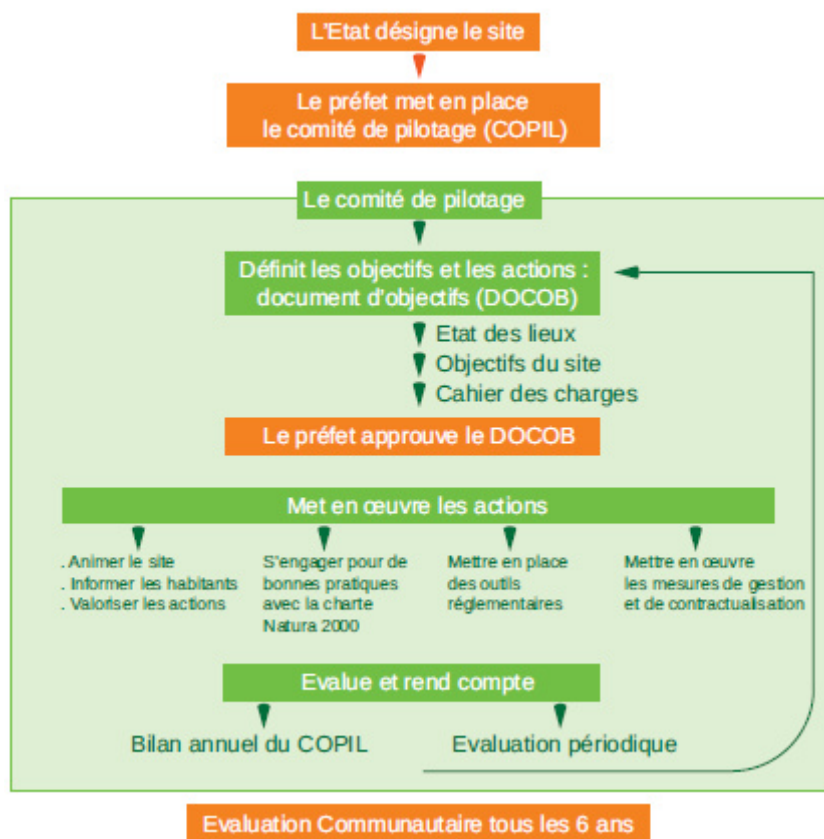 L'Etat désigne le site
Le préfet met en place
le comité de pilotage (COPIL)
Le comité de pilotage
Définit les objectifs et les actions :
document d'objectifs (DOCOB)
Etat des lieux
Objectifs du site
Cahier des charges
Le préfet approuve le DOCOB
Met en œuvre les actions
. Animer le site
. Informer les habitants
. Valoriser les actions
S'engager pour de
bonnes pratiques
avec la charte
Natura 2000
Mettre en place
des outils
réglementaires
Mettre en œuvre
les mesures de gestion
et de contractualisation
Evalue et rend compte
Bilan annuel du COPIL
Evaluation périodique
Evaluation Communautaire tous les 6 ans